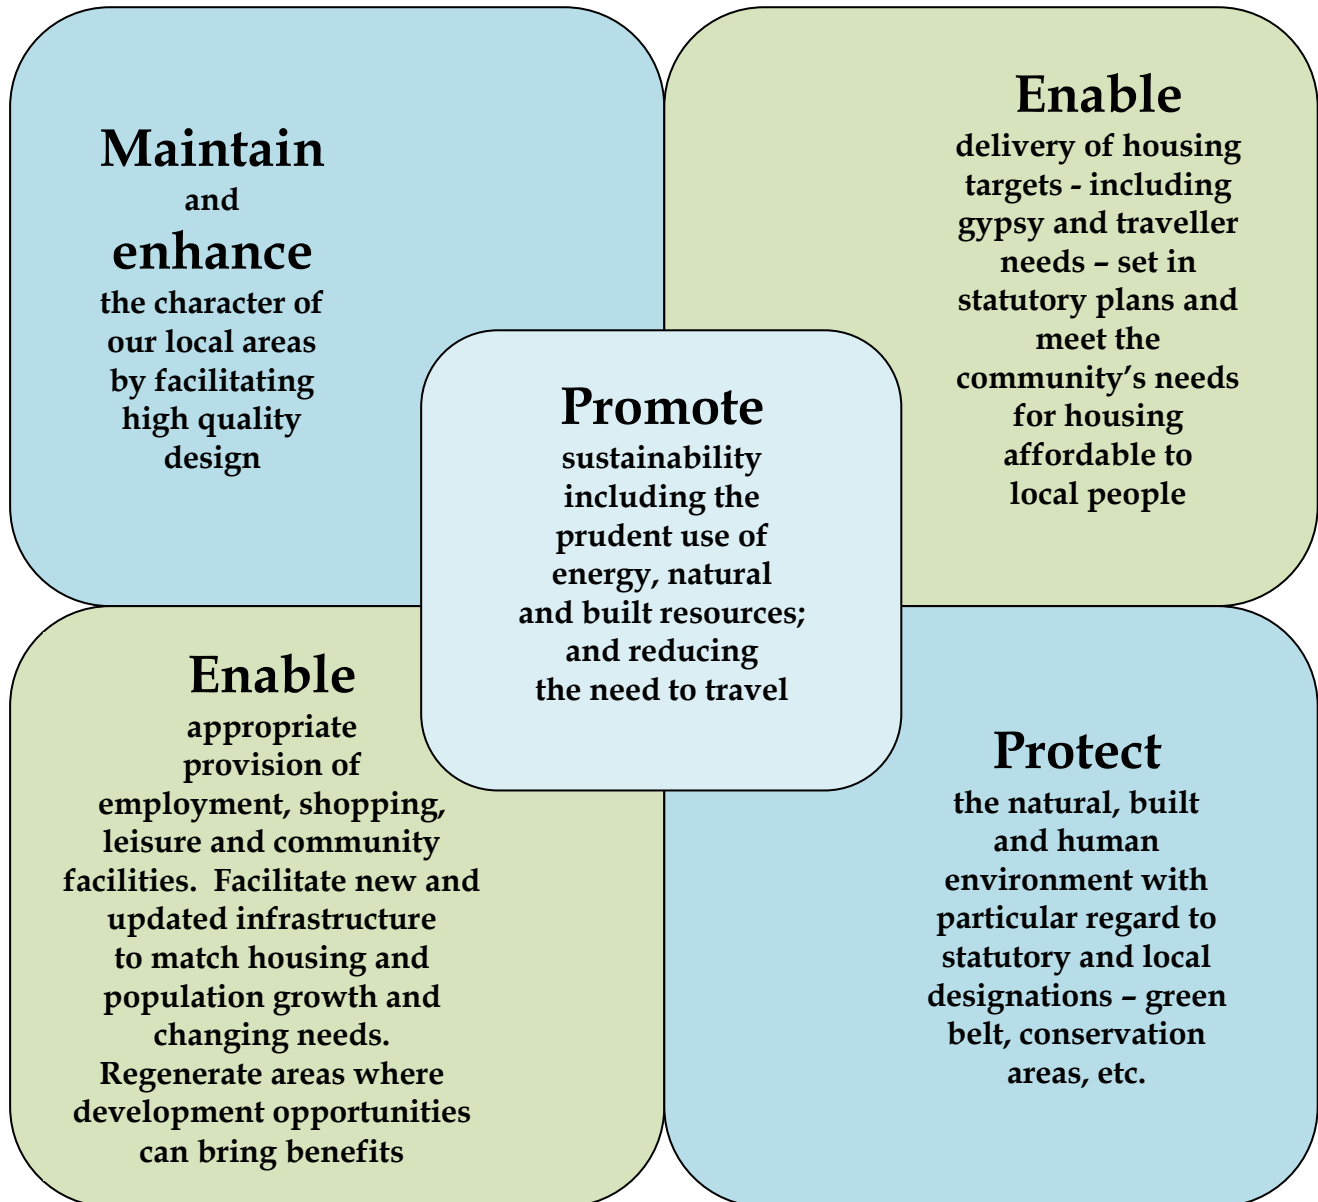 Maintain
and
enhance
the character of
our local areas
by facilitating
high quality
design
Enable
delivery of housing
targets - including
gypsy and traveller
needs – set in
statutory plans and
meet the
community’s needs
for housing
affordable to
local people
Promote
sustainability
including the
prudent use of
energy, natural
and built resources;
and reducing
the need to travel
Enable
appropriate
provision of
employment, shopping,
leisure and community
facilities.  Facilitate new and
updated infrastructure
to match housing and
population growth and
changing needs.
Regenerate areas where
development opportunities
can bring benefits
Protect
the natural, built
and human
environment with
particular regard to
statutory and local
designations – green
belt, conservation
areas, etc.